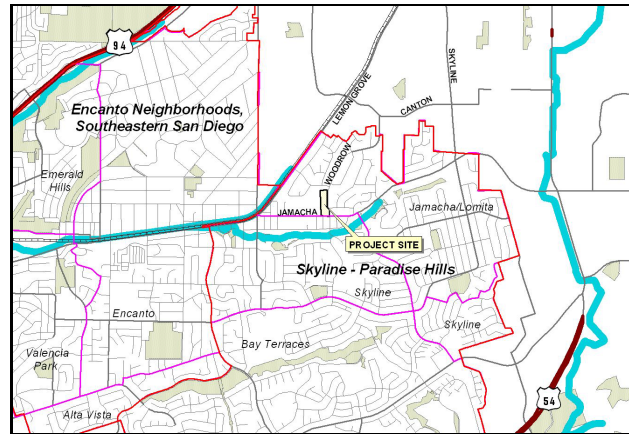 94
SKYLINE
LEMON GROVE
CANTON
Encanto Neighborhoods,
Southeastern San Diego
WOODROW
Emerald
Hills
JAMACHA
Jamacha/Lomita
PROJECT SITE
Skyline - Paradise Hills
Skyline
Encanto
Skyline
Bay Terraces
Valencia
Park
54
Alta Vista